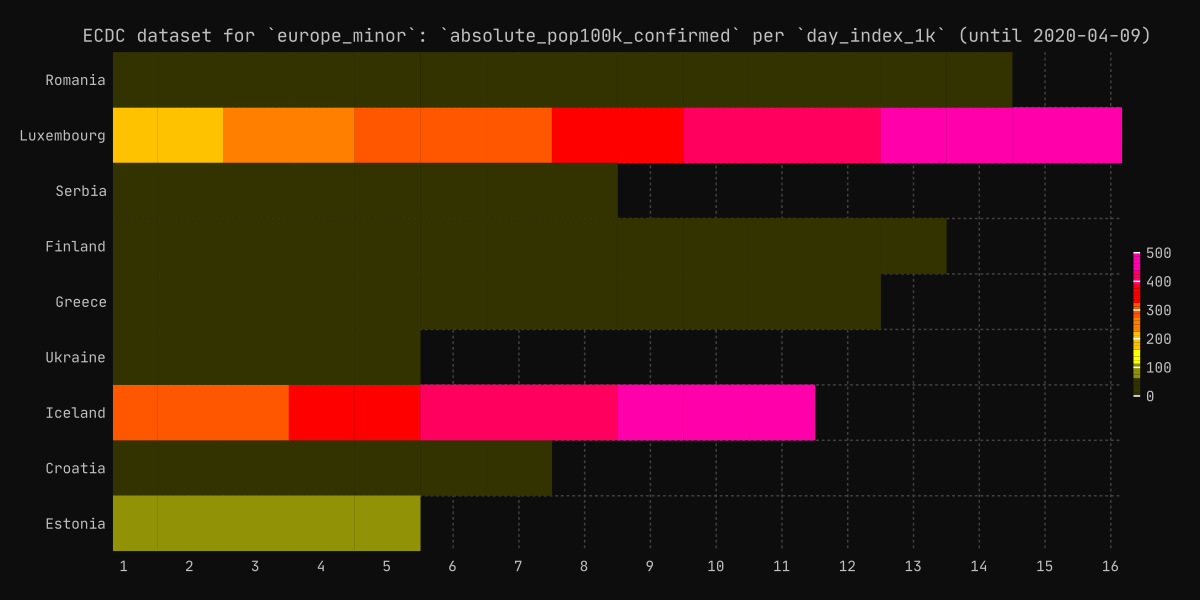 ECDC dataset for `europe_minor`: `absolute_pop100k_confirmed` per `day_index_1k` (until 2020-04-09)
Romania
Luxembourg
Serbia
Finland
Greece
Ukraine
Iceland
Croatia
Estonia
1 2 3 4 5 6 7 8 9 10 11 12 13 14 15 16
500
400
300
200
100
0